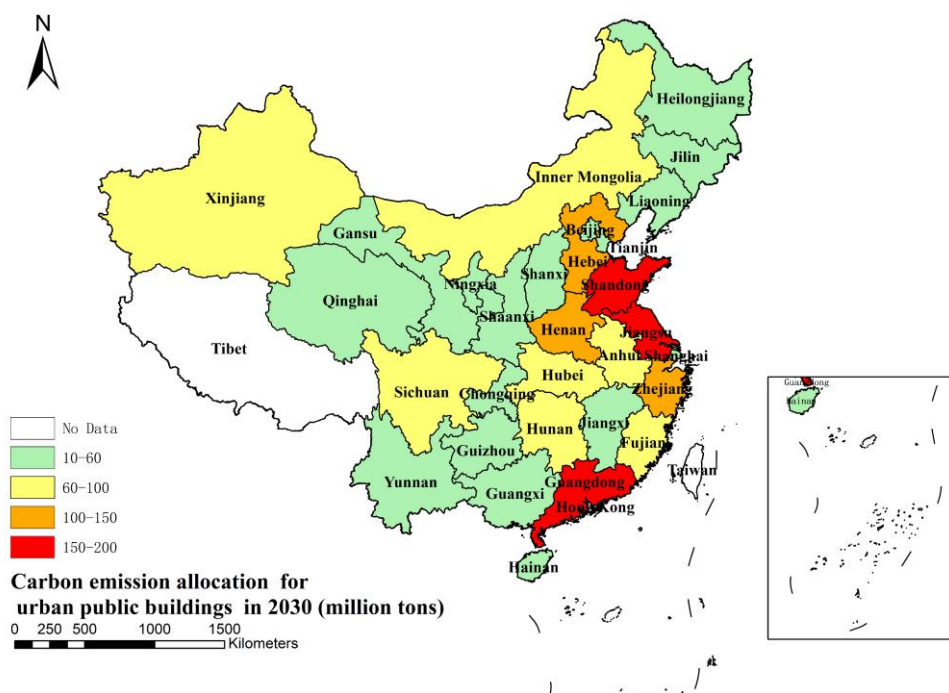 N
Heilongjiang
Jilin
Inner Mongolia
Liaoning
Xinjiang
Gansu
Beijing
Tianjin
Hebei
Shanxi
Shandong
Ningxia
Qinghai
Shaanxi
Henan
Jiangsu
Tibet
Anhui
Shanghai
Hubei
Zhejiang
Sichuan
Chongqing
Hunan
Jiangxi
Guizhou
Fujian
Taiwan
Yunnan
Guangxi
Guangdong
Hong Kong
Hainan
Guangdong
Hainan
No Data
10-60
60-100
100-150
150-200
Carbon emission allocation for
urban public buildings in 2030 (million tons)
0 250 500 1000 1500
Kilometers